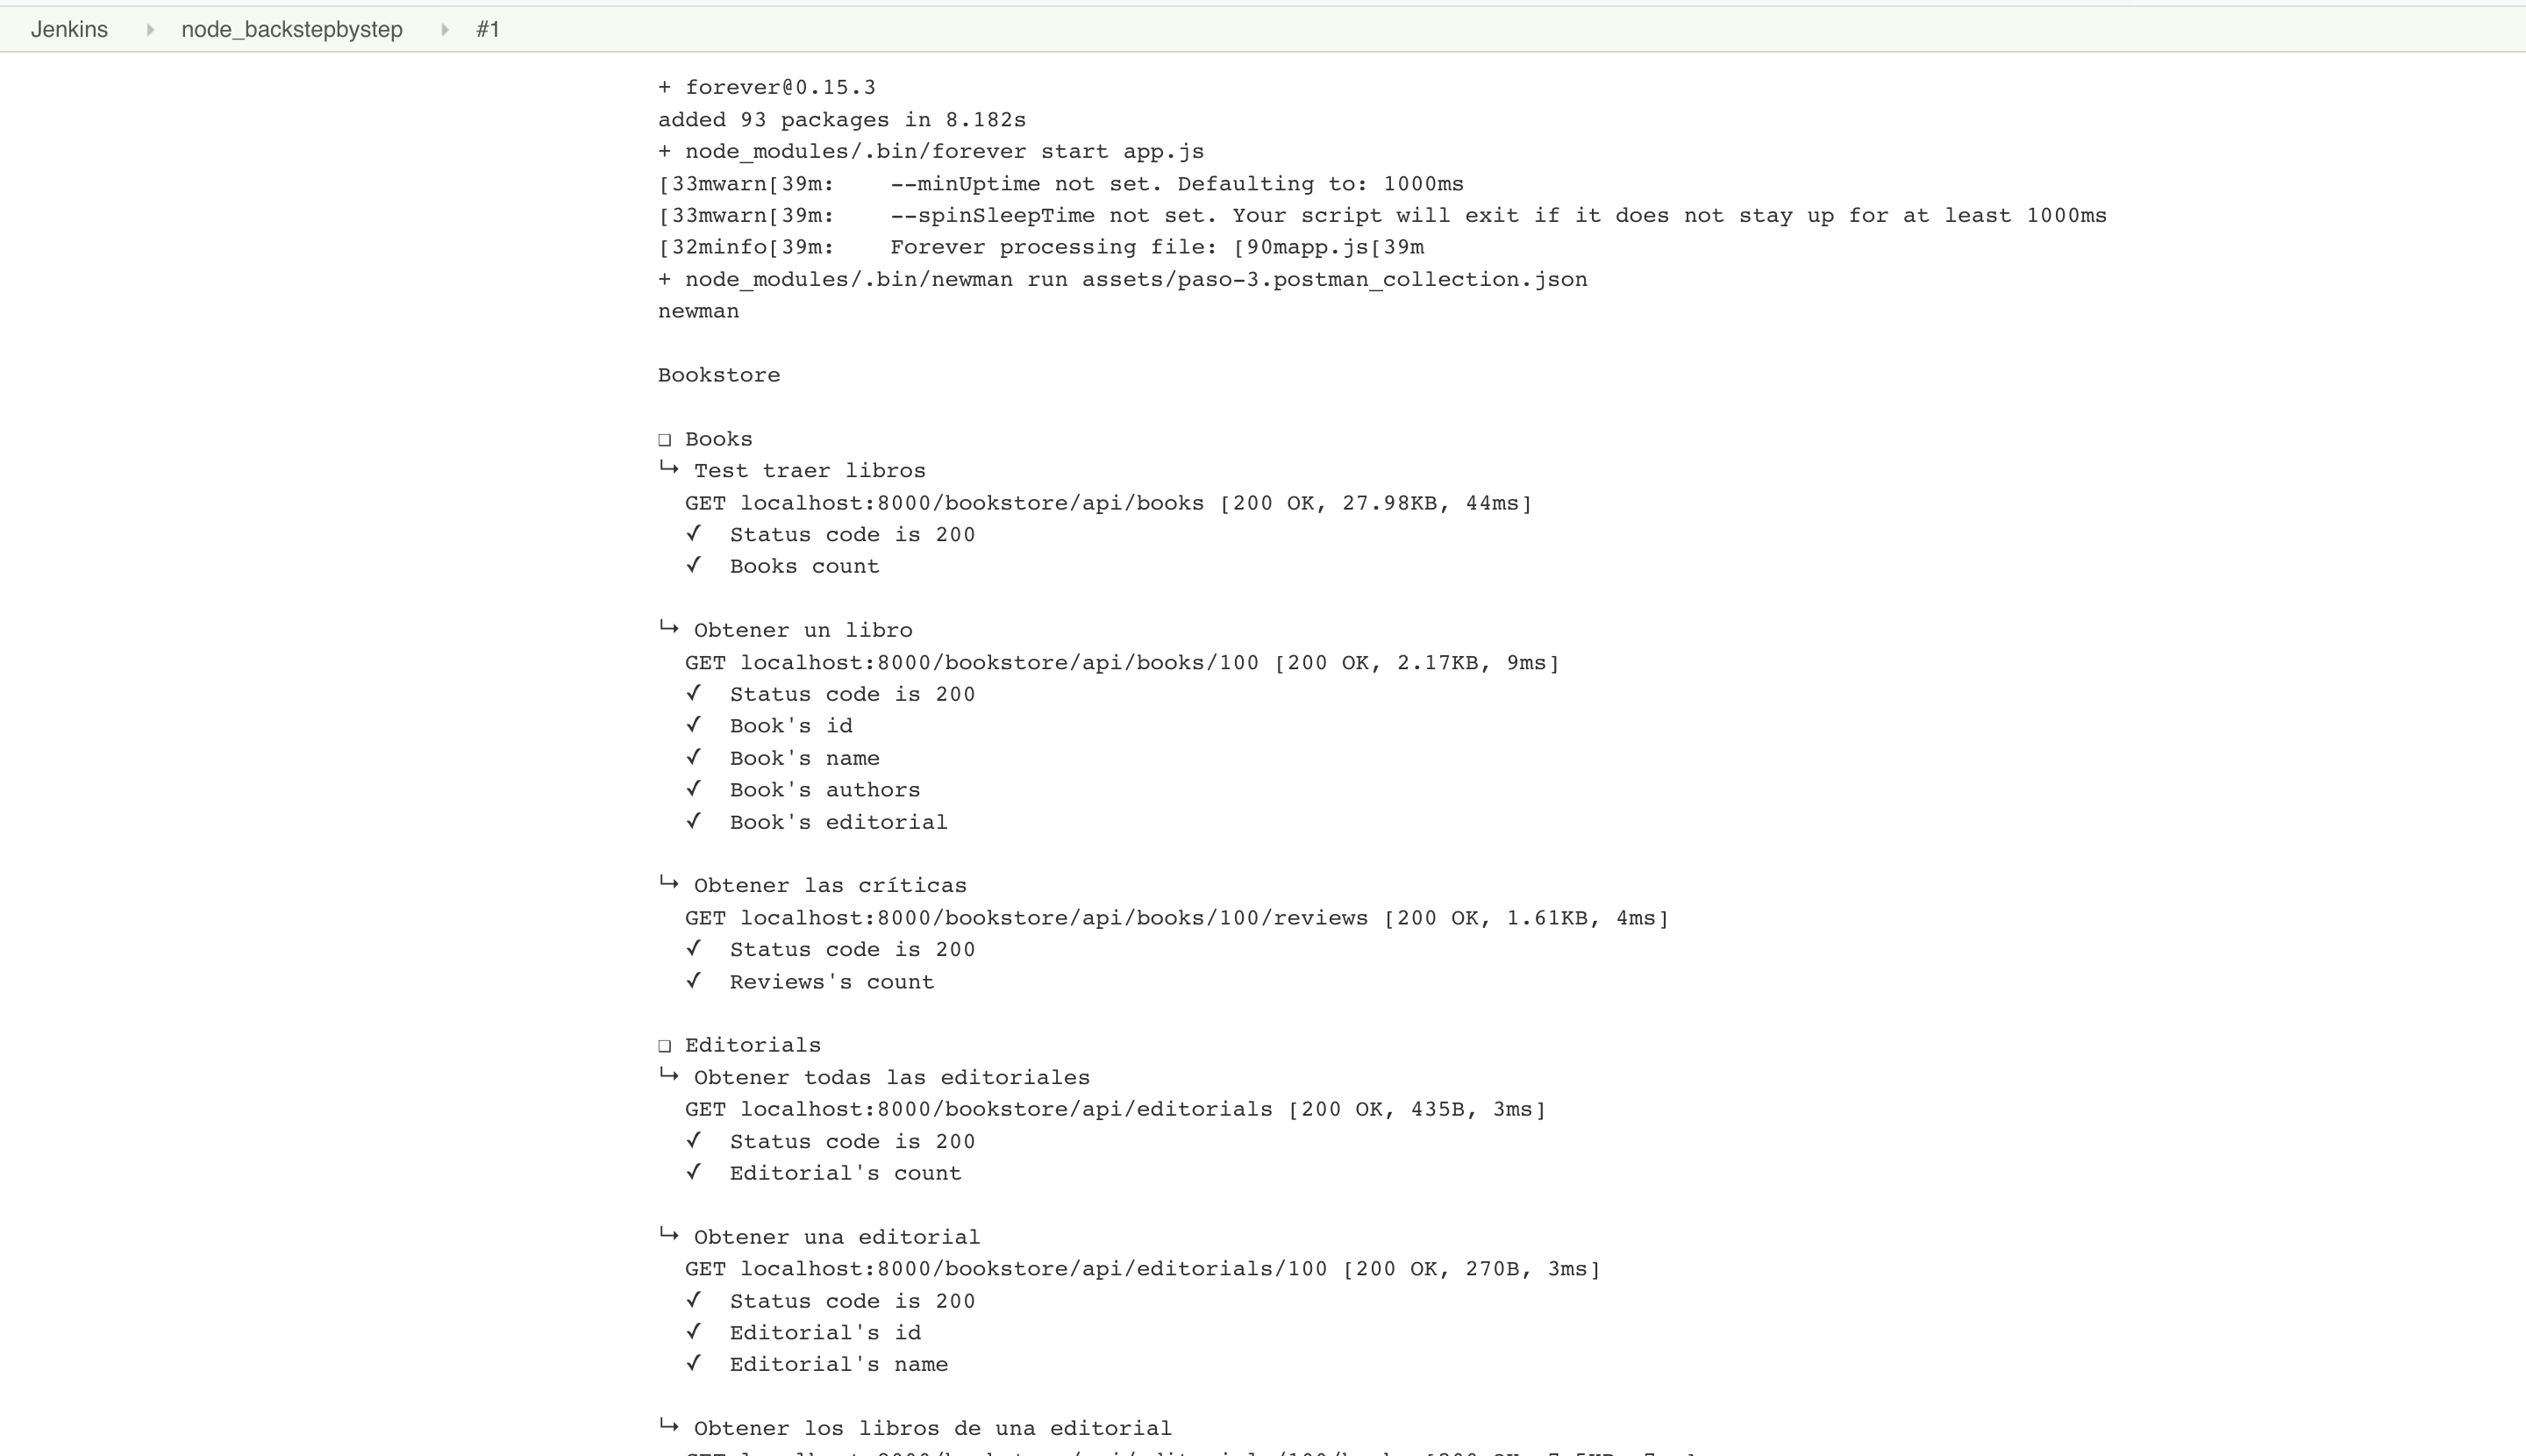 Jenkins node_backstepbystep #1
+ forever@0.15.3
added 93 packages in 8.182s
+ node_modules/.bin/forever start app.js
[33mwarn[39m:    --minUptime not set. Defaulting to: 1000ms
[33mwarn[39m:    --spinSleepTime not set. Your script will exit if it does not stay up for at least 1000ms
[32minfo[39m:    Forever processing file: [90mapp.js[39m
+ node_modules/.bin/newman run assets/paso-3.postman_collection.json
newman
Bookstore
❏ Books
↳ Test traer libros
GET localhost:8000/bookstore/api/books [200 OK, 27.98KB, 44ms]
✓ Status code is 200
✓ Books count
↳ Obtener un libro
GET localhost:8000/bookstore/api/books/100 [200 OK, 2.17KB, 9ms]
✓ Status code is 200
✓ Book's id
✓ Book's name
✓ Book's authors
✓ Book's editorial
↳ Obtener las críticas
GET localhost:8000/bookstore/api/books/100/reviews [200 OK, 1.61KB, 4ms]
✓ Status code is 200
✓ Reviews's count
❏ Editorials
↳ Obtener todas las editoriales
GET localhost:8000/bookstore/api/editorials [200 OK, 435B, 3ms]
✓ Status code is 200
✓ Editorial's count
↳ Obtener una editorial
GET localhost:8000/bookstore/api/editorials/100 [200 OK, 270B, 3ms]
✓ Status code is 200
✓ Editorial's id
✓ Editorial's name
↳ Obtener los libros de una editorial